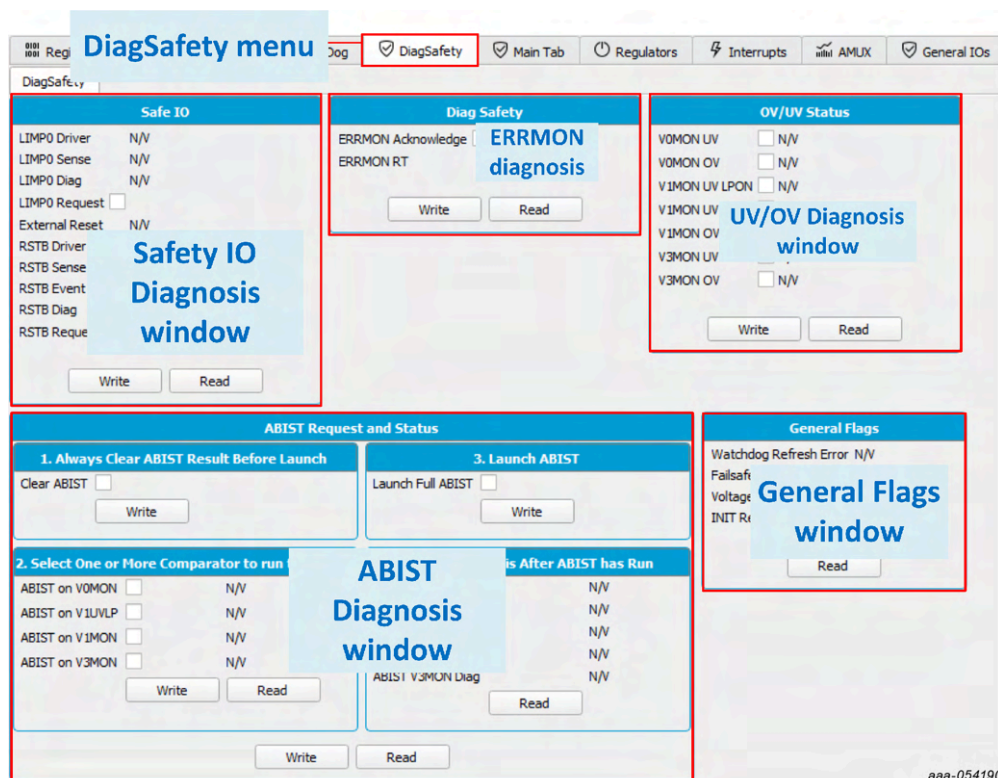 Regi
DiagSafety menu
Dog
DiagSafety
Main Tab
Regulators
Interrupts
AMUX
General IOs
DiagSafety
Safe IO
LIMP0 Driver N/V
LIMP0 Sense N/V
LIMP0 Diag N/V
LIMP0 Request
External Reset N/V
RSTB Driver
RSTB Sense
RSTB Event
RSTB Diag
RSTB Reque
Safety IO
Diagnosis
window
Write Read
Diag Safety
ERRMON Acknowledge
ERRMON RT
ERRMON
diagnosis
Write Read
OV/UV Status
V0MON UV N/V
V0MON OV N/V
V1MON UV LPON N/V
V1MON UV
V1MON OV
V3MON UV N/V
V3MON OV N/V
UV/OV Diagnosis
window
Write Read
ABIST Request and Status
1. Always Clear ABIST Result Before Launch
Clear ABIST
Write
3. Launch ABIST
Launch Full ABIST
Write
2. Select One or More Comparator to run
ABIST on V0MON N/V
ABIST on V1UVLP N/V
ABIST on V1MON N/V
ABIST on V3MON N/V
Write Read
is After ABIST has Run
N/V
N/V
N/V
N/V
ABIST V3MON Diag N/V
Read
ABIST
Diagnosis
window
Write Read
General Flags
Watchdog Refresh Error N/V
Failsafe
Voltage
INIT Re
General Flags
window
Read
aaa-05419